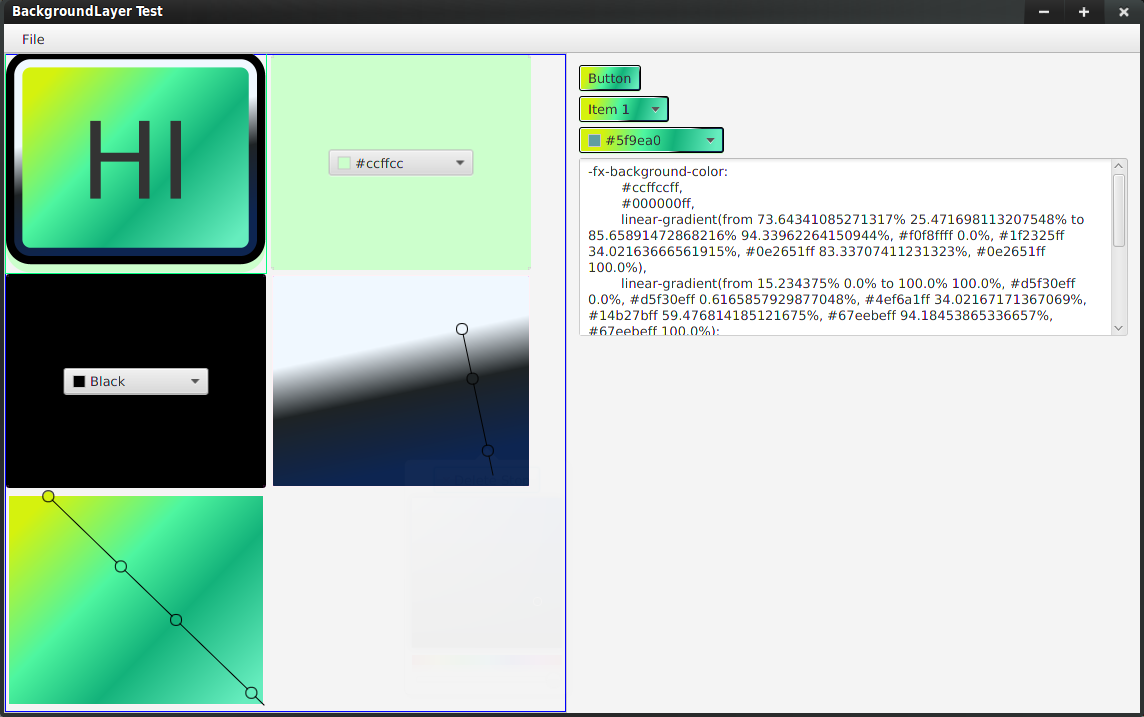 BackgroundLayer Test
File
HI
#ccffcc
Black
Button
Item 1
#5f9ea0
-fx-background-color:
#ccffccff,
#000000ff,
linear-gradient(from 73.64341085271317% 25.471698113207548% to
85.65891472868216% 94.33962264150944%, #f0f8ffff 0.0%, #1f2325ff
34.02163666561915%, #0e2651ff 83.33707411231323%, #0e2651ff
100.0%),
linear-gradient(from 15.234375% 0.0% to 100.0% 100.0%, #d5f30eff
0.0%, #d5f30eff 0.6165857929877048%, #4ef6a1ff 34.02167171367069%,
#14b27bff 59.476814185121675%, #67eebeff 94.18453865336657%,
#67eebeff 100.0%);